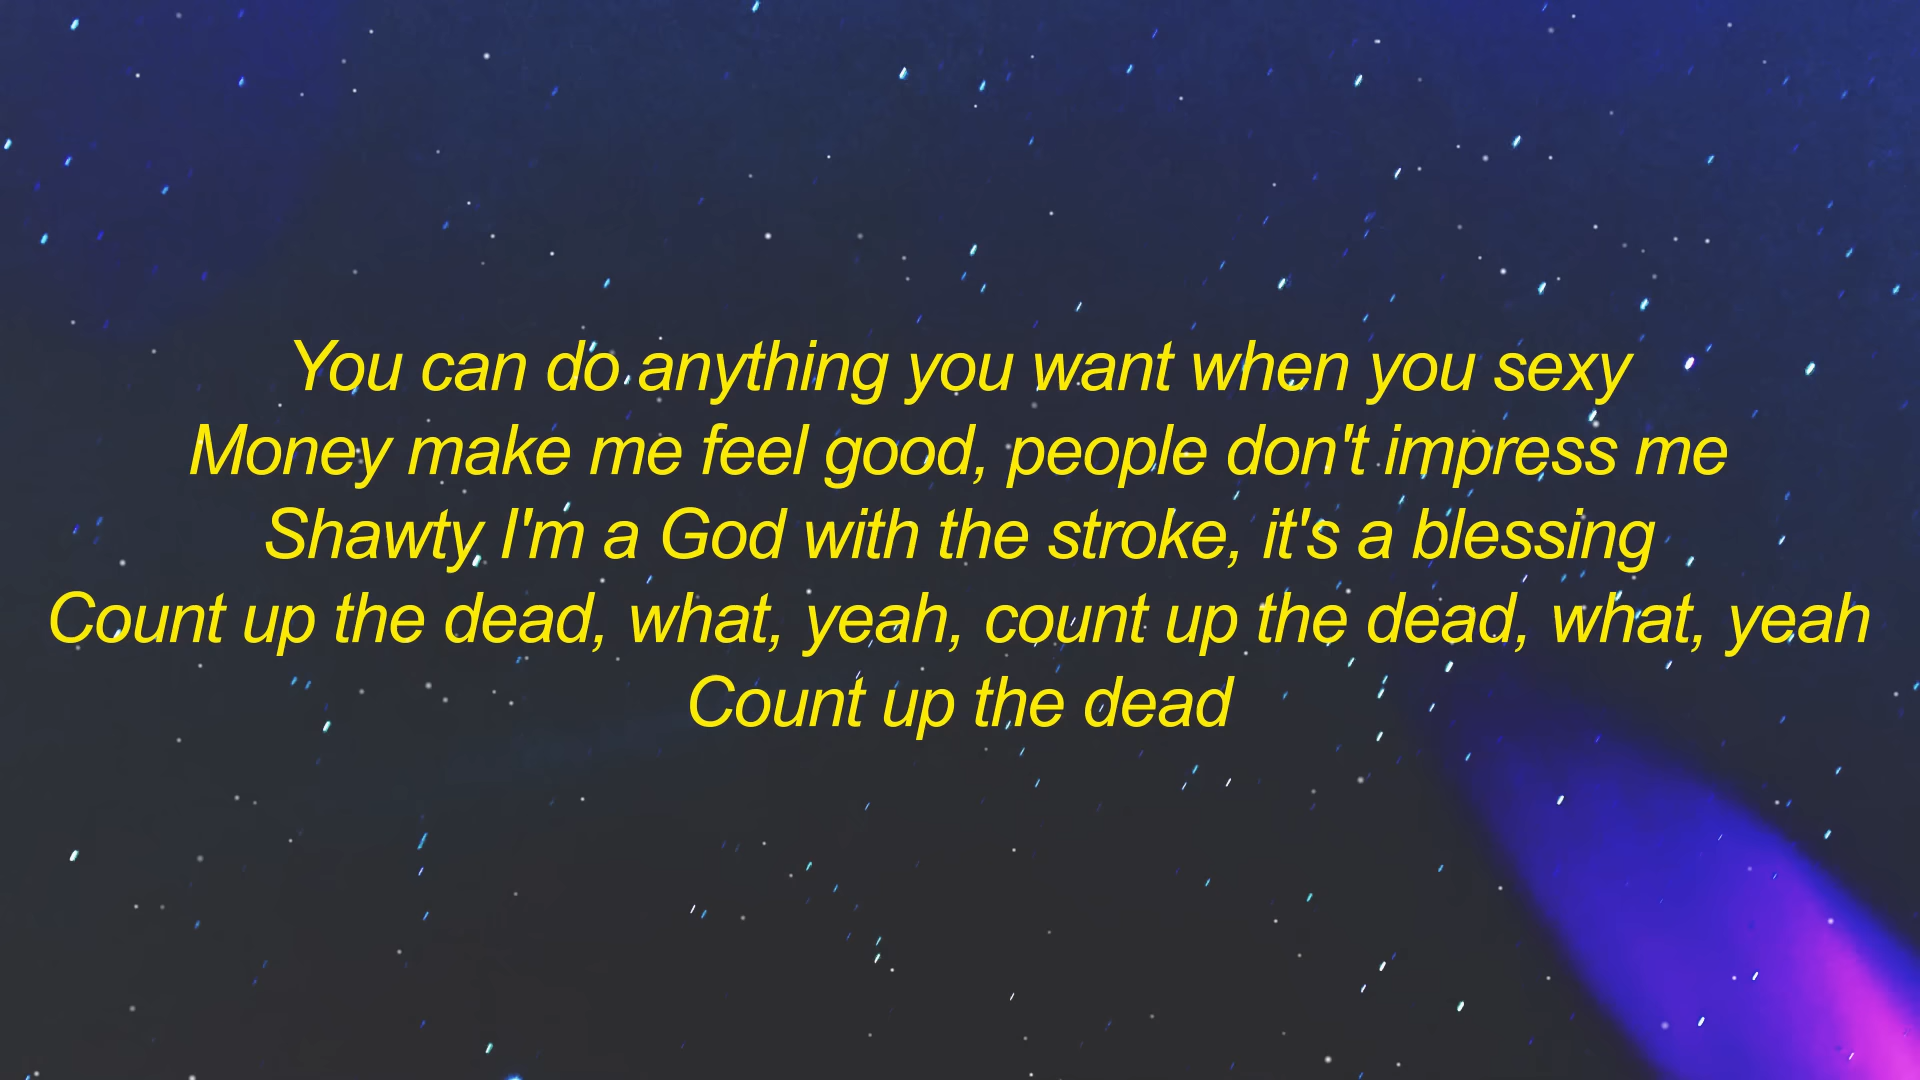 You can do anything you want when you sexy
Money make me feel good, people don't impress me
Shawty I'm a God with the stroke, it's a blessing
Count up the dead, what, yeah, count up the dead, what, yeah
Count up the dead